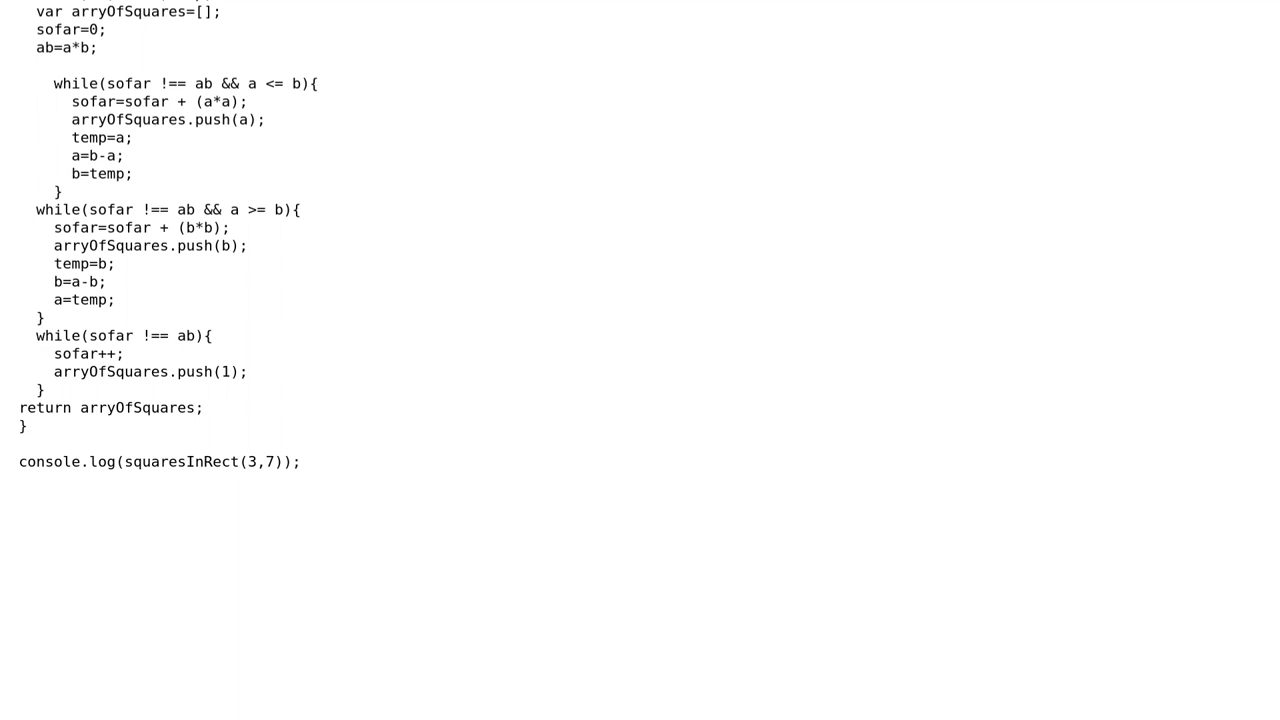 var arryOfSquares=[];
sofar=0;
ab=a*b;
while(sofar !== ab && a <= b){
sofar=sofar + (a*a);
arryOfSquares.push(a);
temp=a;
a=b-a;
b=temp;
}
while(sofar !== ab && a >= b){
sofar=sofar + (b*b);
arryOfSquares.push(b);
temp=b;
b=a-b;
a=temp;
}
while(sofar !== ab){
sofar++;
arryOfSquares.push(1);
}
return arryOfSquares;
}
console.log(squaresInRect(3,7));